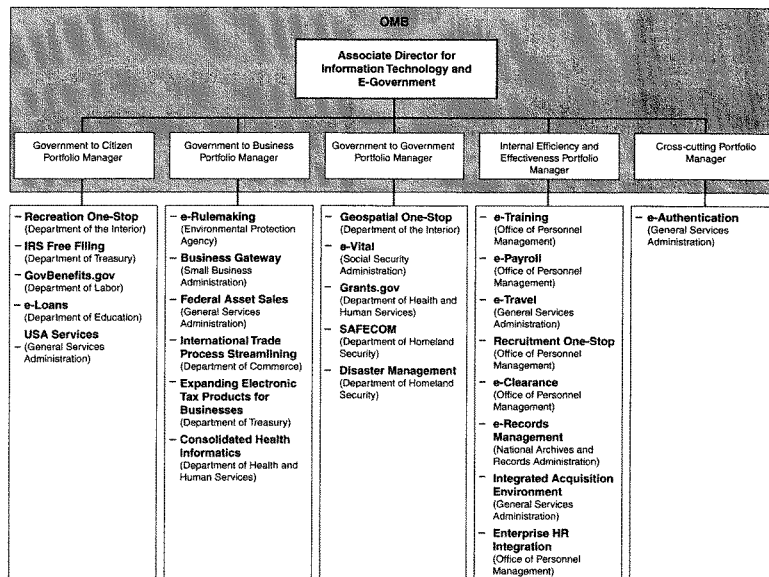 OMB
Associate Director for
Information Technology and
E-Government
Government to Citizen
Portfolio Manager
Government to Business
Portfolio Manager
Government to Government
Portfolio Manager
Internal Efficiency and
Effectiveness Portfolio
Manager
Cross-cutting Portfolio
Manager
– Recreation One-Stop
(Department of the Interior)
– IRS Free Filing
(Department of Treasury)
– GovBenefits.gov
(Department of Labor)
– e-Loans
(Department of Education)
USA Services
– (General Services
Administration)
– e-Rulemaking
(Environmental Protection
Agency)
– Business Gateway
(Small Business
Administration)
– Federal Asset Sales
(General Services
Administration)
– International Trade
Process Streamlining
(Department of Commerce)
– Expanding Electronic
Tax Products for
Businesses
(Department of Treasury)
– Consolidated Health
Informatics
(Department of Health and
Human Services)
– Geospatial One-Stop
(Department of the Interior)
– e-Vital
(Social Security
Administration)
– Grants.gov
(Department of Health and
Human Services)
– SAFECOM
(Department of Homeland
Security)
– Disaster Management
(Department of Homeland
Security)
– e-Training
(Office of Personnel
Management)
– e-Payroll
(Office of Personnel
Management)
– e-Travel
(General Services
Administration)
– Recruitment One-Stop
(Office of Personnel
Management)
– e-Clearance
(Office of Personnel
Management)
– e-Records
Management
(National Archives and
Records Administration)
– Integrated Acquisition
Environment
(General Services
Administration)
– Enterprise HR
Integration
(Office of Personnel
Management)
– e-Authentication
(General Services
Administration)